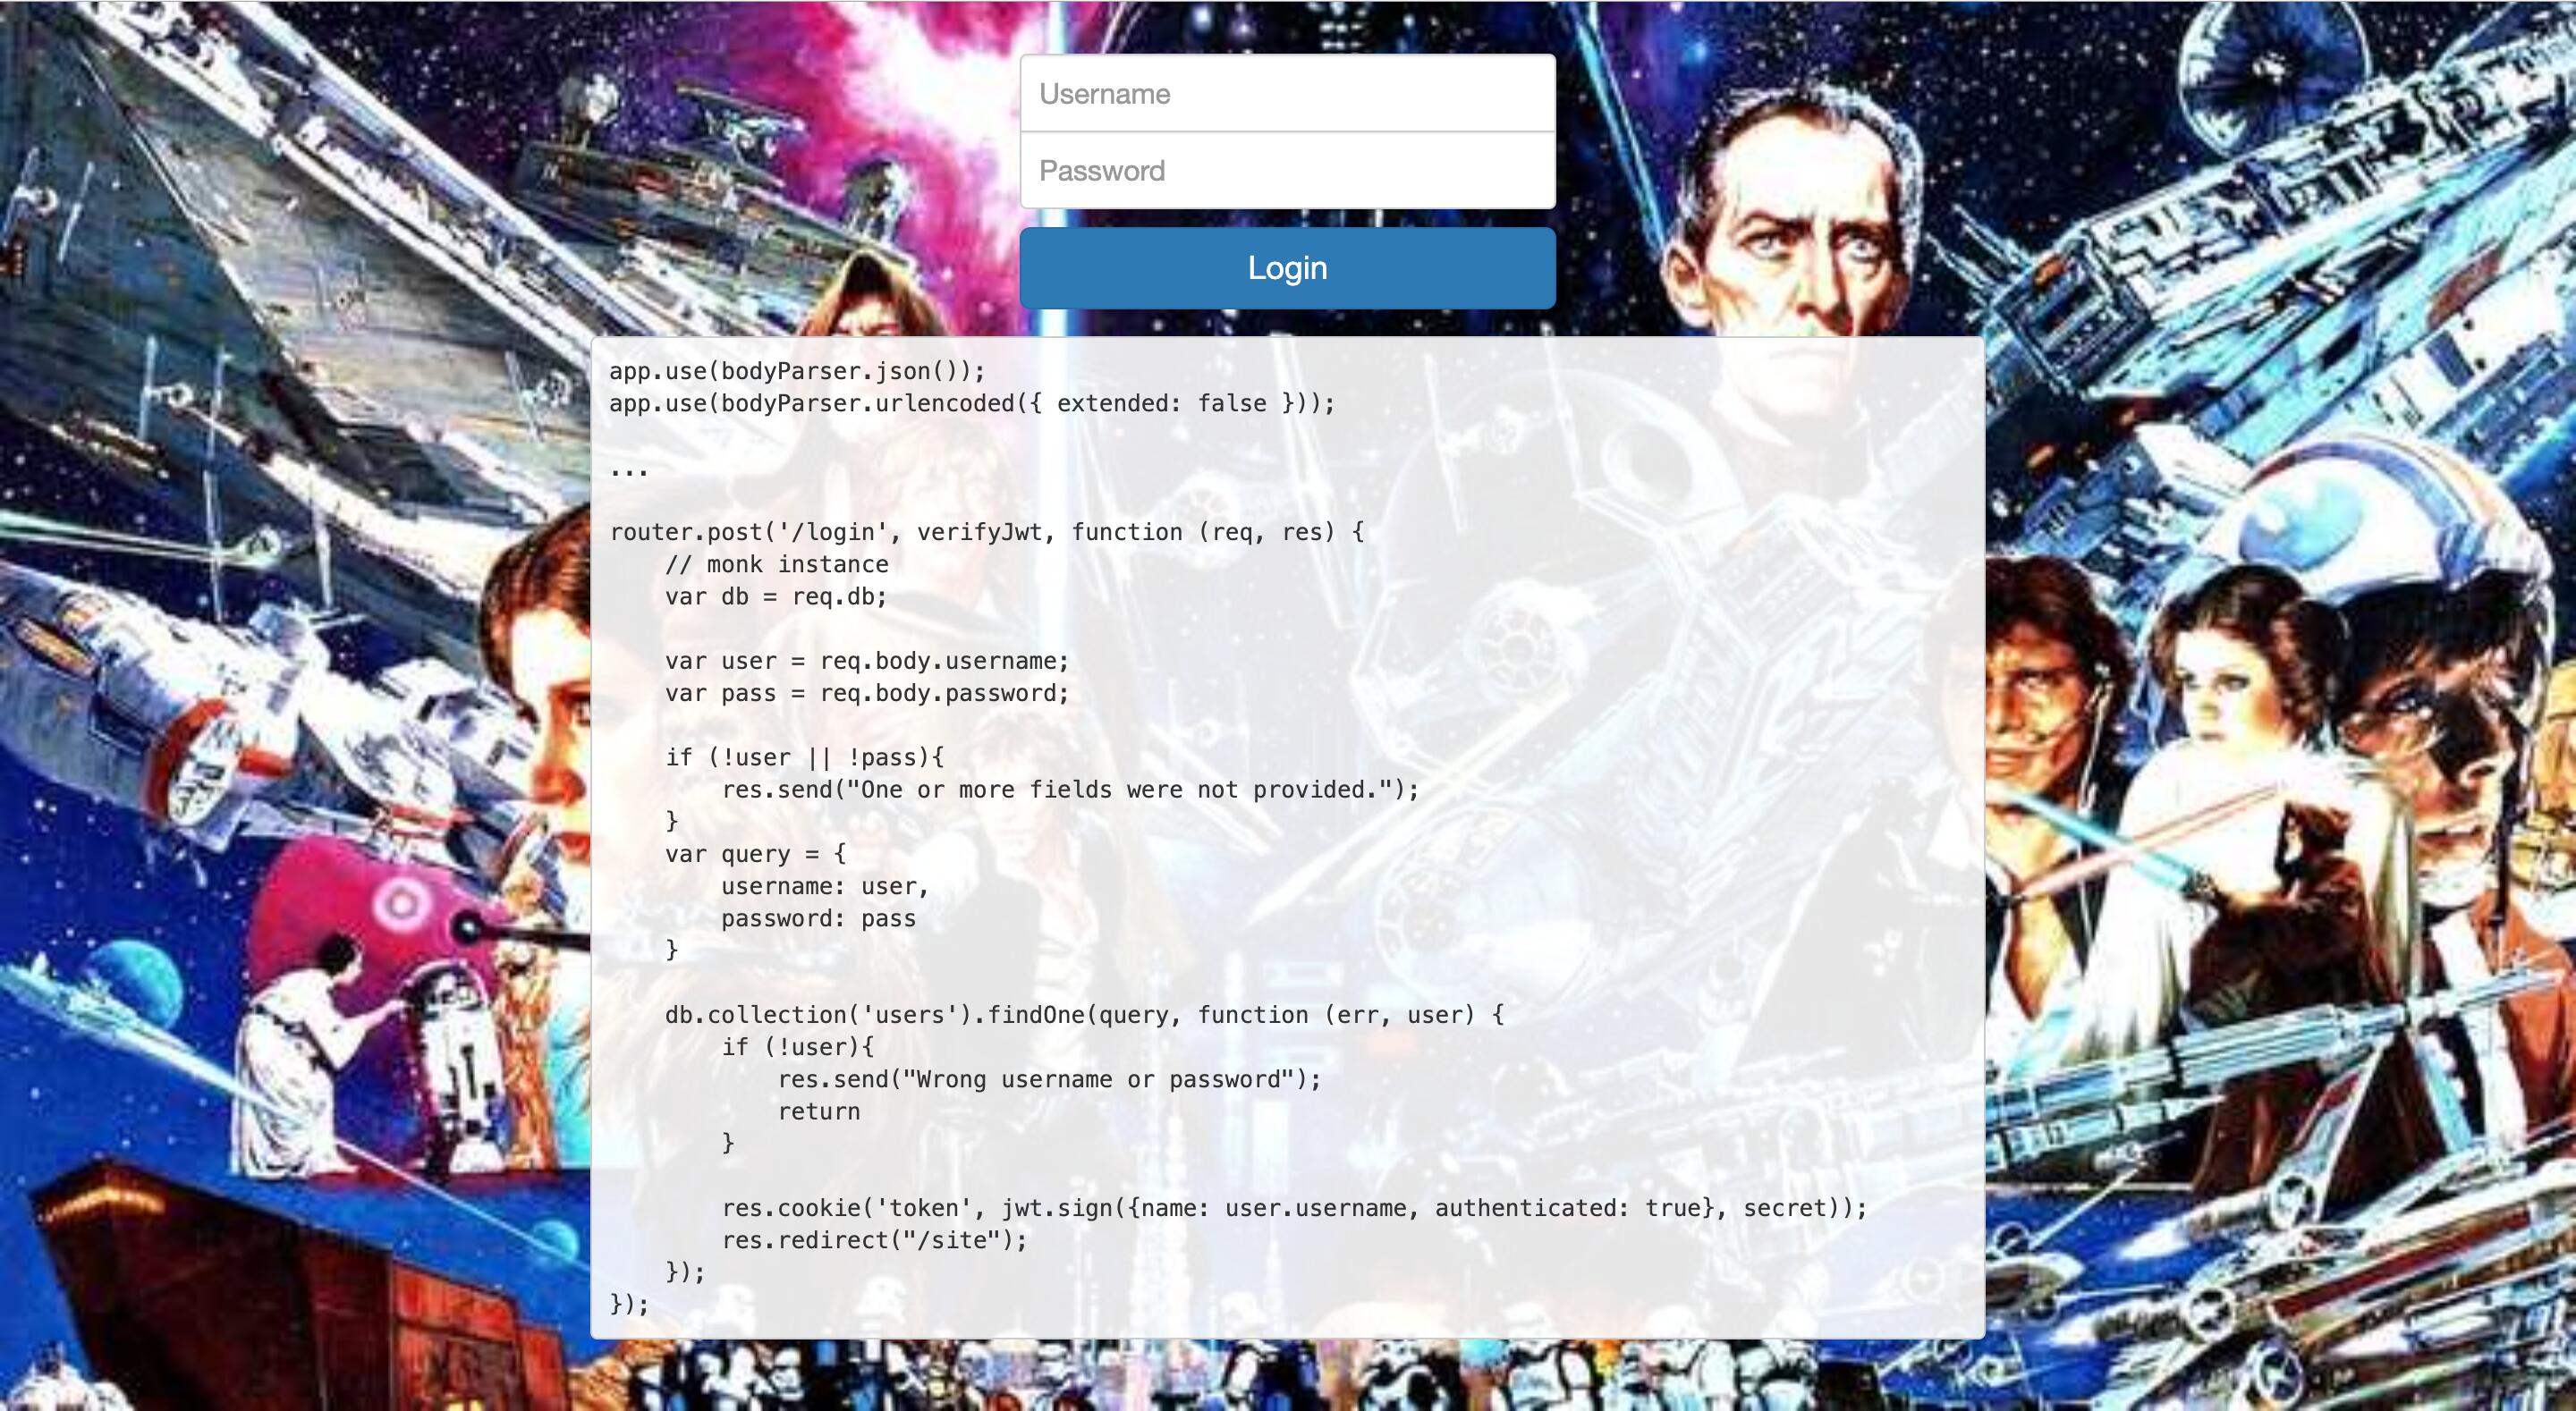 Username
Password
Login
app.use(bodyParser.json());
app.use(bodyParser.urlencoded({ extended: false }));
...
router.post('/login', verifyJwt, function (req, res) {
    // monk instance
    var db = req.db;
    var user = req.body.username;
    var pass = req.body.password;
    if (!user || !pass){
        res.send("One or more fields were not provided.");
    }
    var query = {
        username: user,
        password: pass
    }
    db.collection('users').findOne(query, function (err, user) {
        if (!user){
            res.send("Wrong username or password");
            return
        }
        res.cookie('token', jwt.sign({name: user.username, authenticated: true}, secret));
        res.redirect("/site");
    });
});